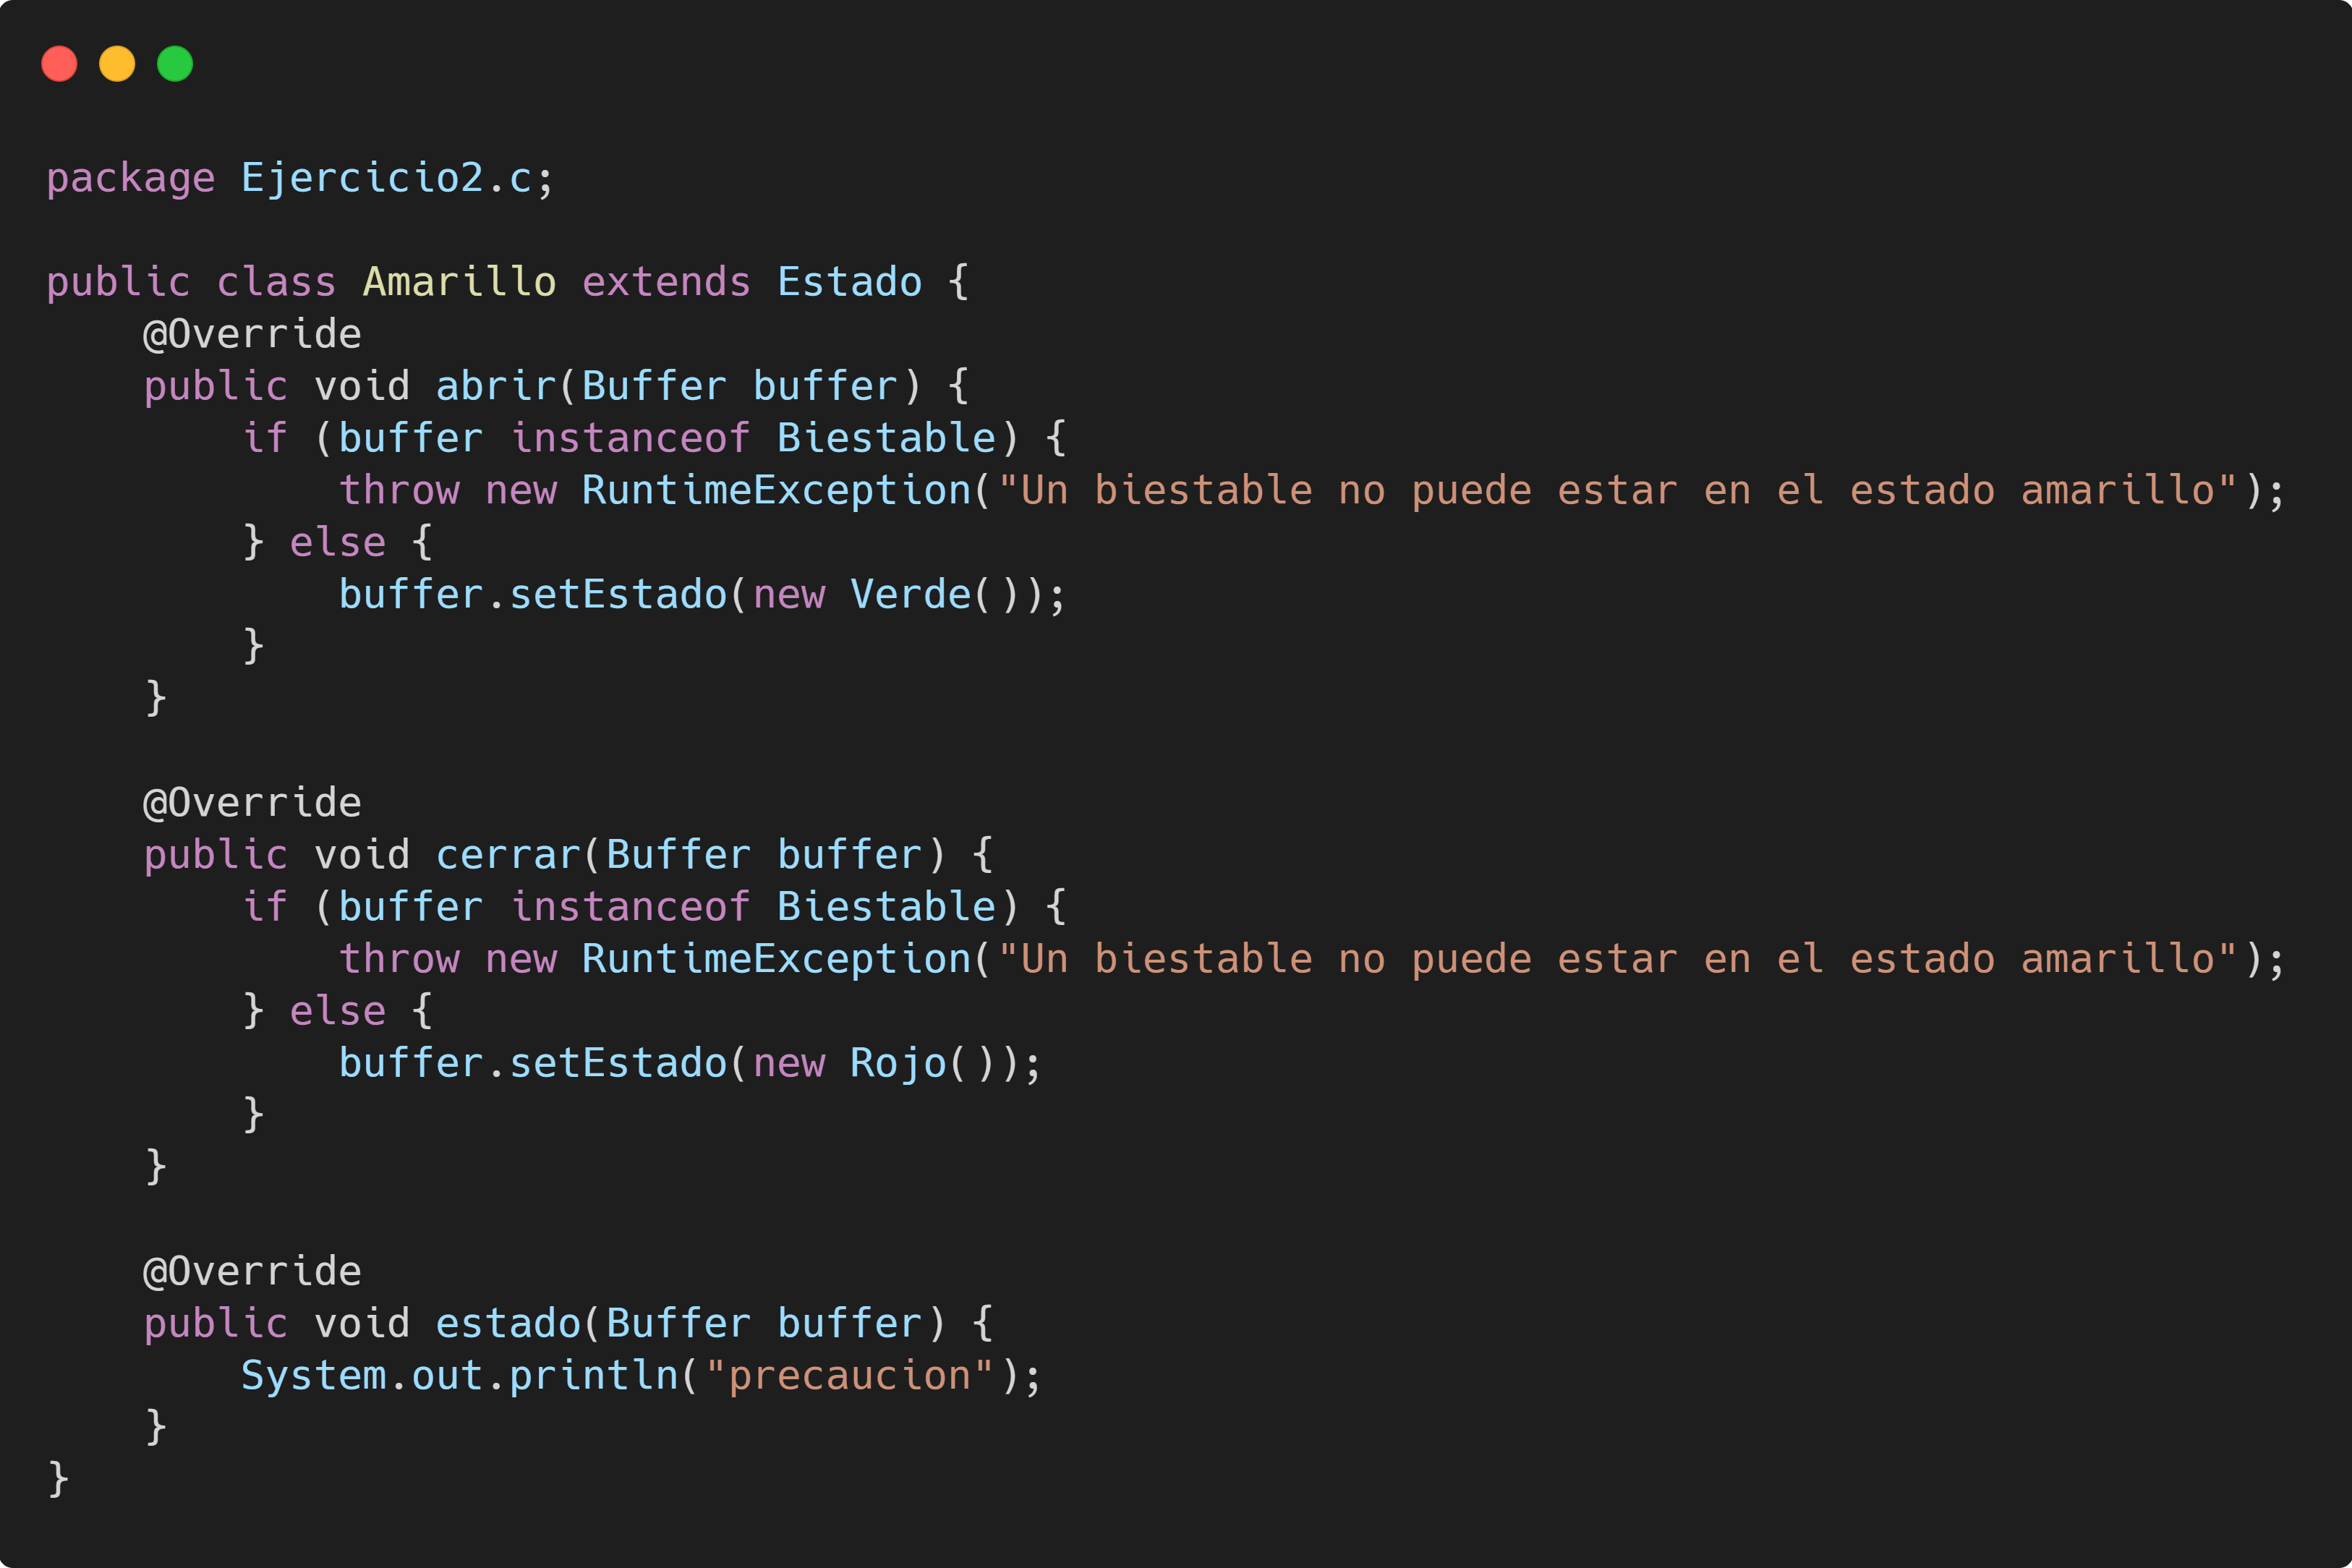 package Ejercicio2.c;

public class Amarillo extends Estado {
    @Override
    public void abrir(Buffer buffer) {
        if (buffer instanceof Biestable) {
            throw new RuntimeException("Un biestable no puede estar en el estado amarillo");
        } else {
            buffer.setEstado(new Verde());
        }
    }

    @Override
    public void cerrar(Buffer buffer) {
        if (buffer instanceof Biestable) {
            throw new RuntimeException("Un biestable no puede estar en el estado amarillo");
        } else {
            buffer.setEstado(new Rojo());
        }
    }

    @Override
    public void estado(Buffer buffer) {
        System.out.println("precaucion");
    }
}